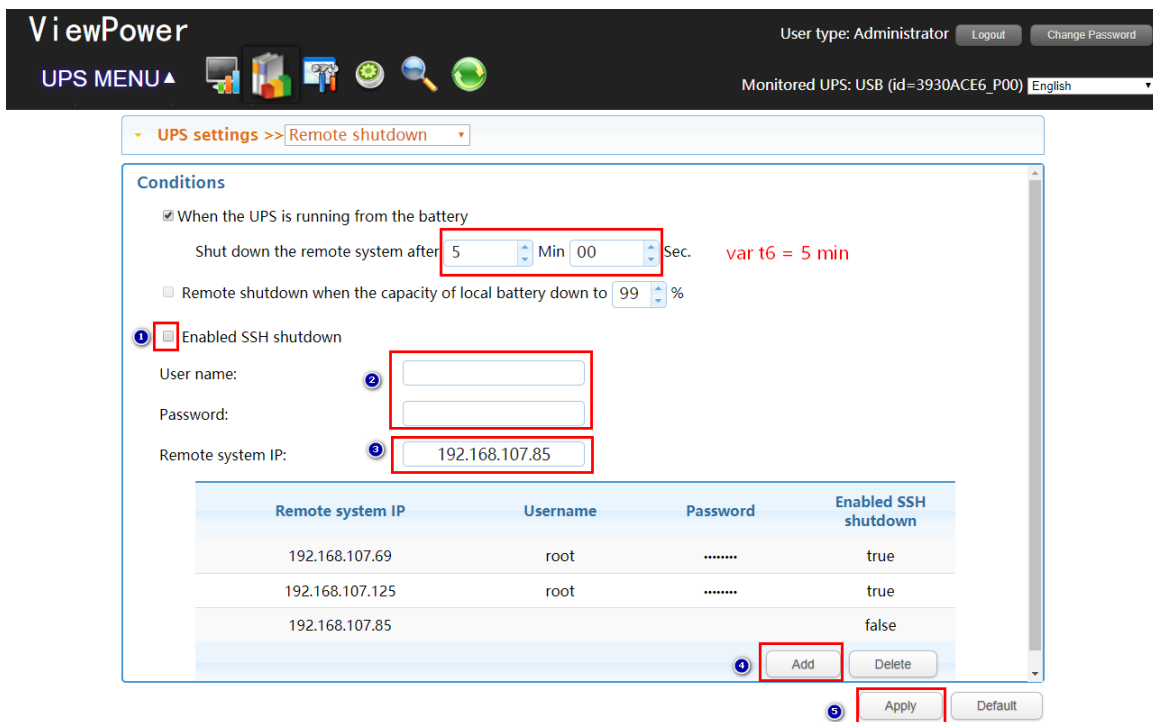 ViewPower
User type: Administrator Logout Change Password
UPS MENU▲
Monitored UPS: USB (id=3930ACE6_P00) English
UPS settings >> Remote shutdown
Conditions
When the UPS is running from the battery
Shut down the remote system after 5 Min 00 Sec. var t6 = 5 min
Remote shutdown when the capacity of local battery down to 99 %
1 Enabled SSH shutdown
User name:
2
Password:
Remote system IP: 3 192.168.107.85
Remote system IP Username Password Enabled SSH shutdown
192.168.107.69 root •••••••• true
192.168.107.125 root •••••••• true
192.168.107.85 false
4 Add Delete
5 Apply Default